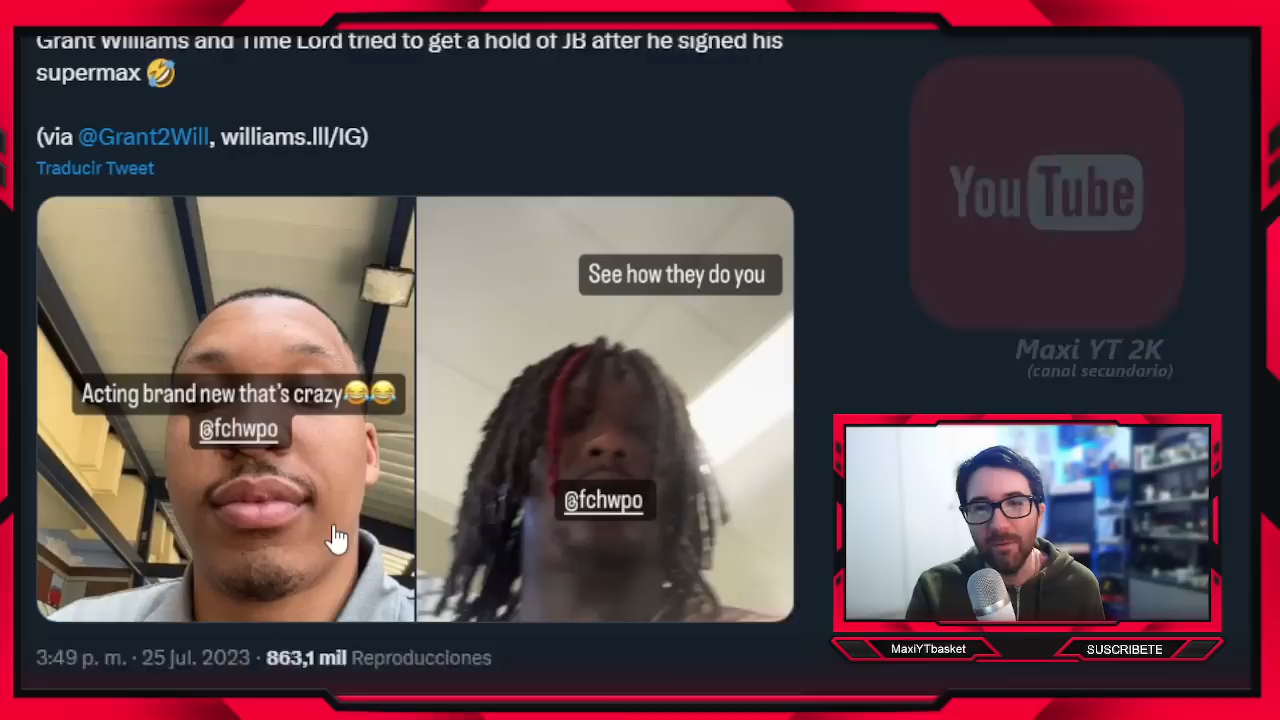 Grant Williams and Time Lord tried to get a hold of JB after he signed his
supermax 🤣
(via @Grant2Will, williams.lll/IG)
Traducir Tweet
Acting brand new that's crazy😂😂
@fchwpo
See how they do you
@fchwpo
3:49 p. m. · 25 jul. 2023 · 863,1 mil Reproducciones
YouTube
Maxi YT 2K
(canal secundario)
MaxiYTbasket
SUSCRIBETE